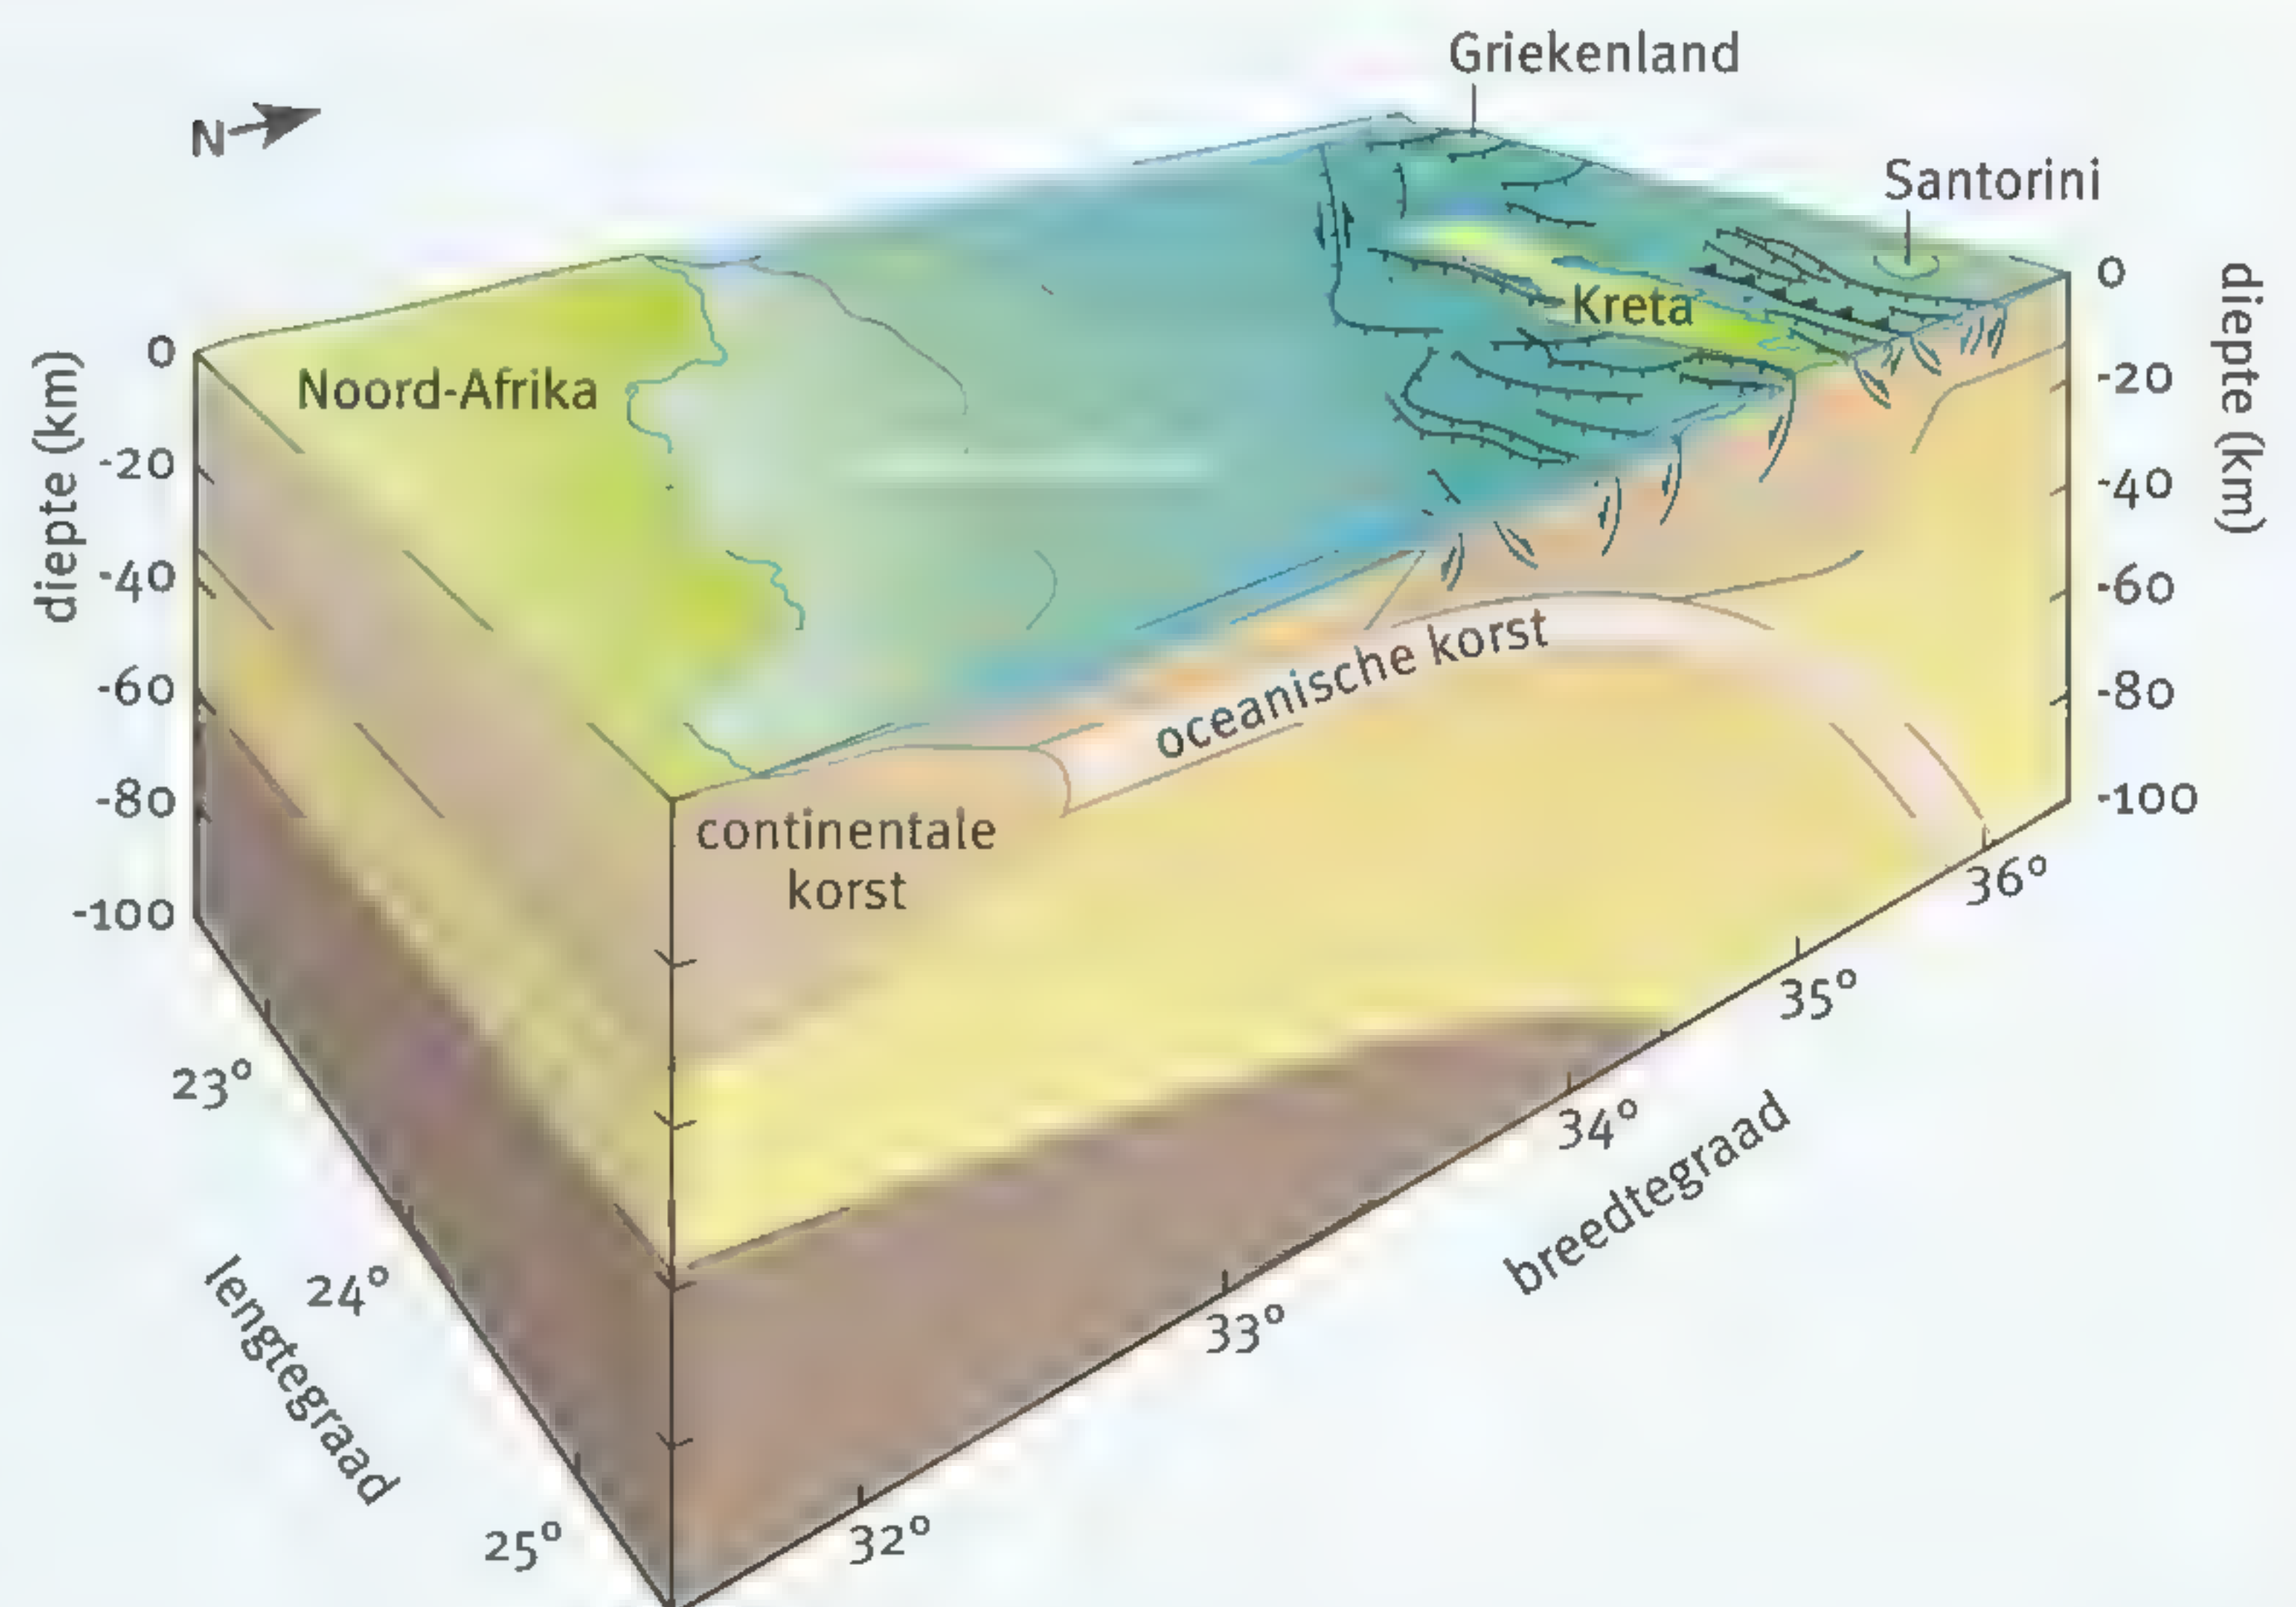 Griekenland
N
Santorini
Kreta
Noord-Afrika
diepte (km)
0
-20
-40
-60
-80
-100
diepte (km)
0
-20
-40
-60
-80
-100
oceanische korst
continentale
korst
23°
24°
25°
lengtegraad
32°
33°
34°
35°
36°
breedtegraad